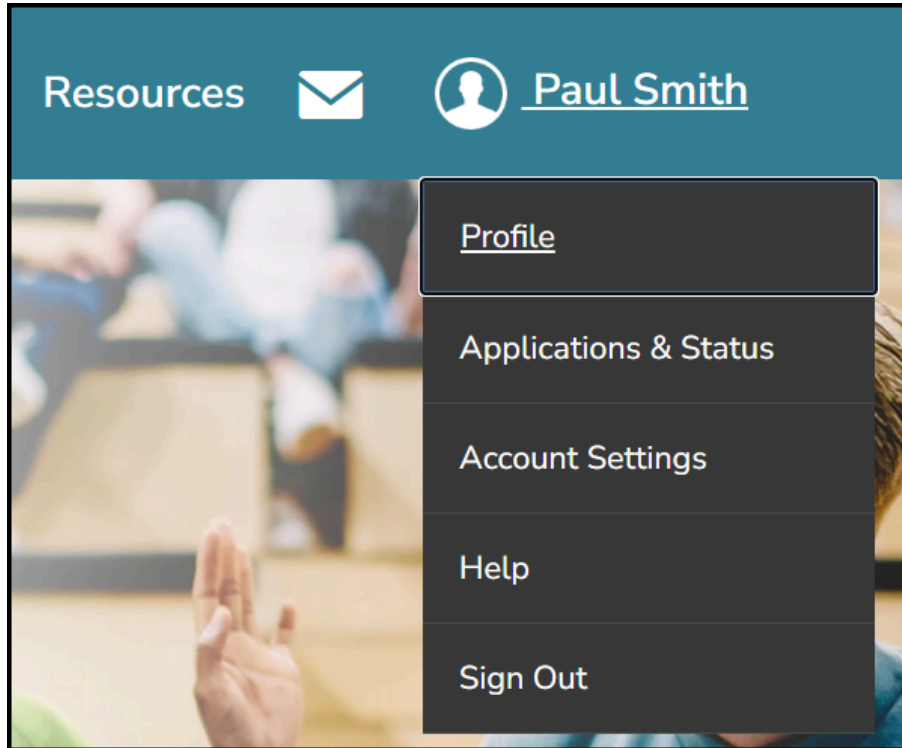 Resources
Paul Smith
Profile
Applications & Status
Account Settings
Help
Sign Out